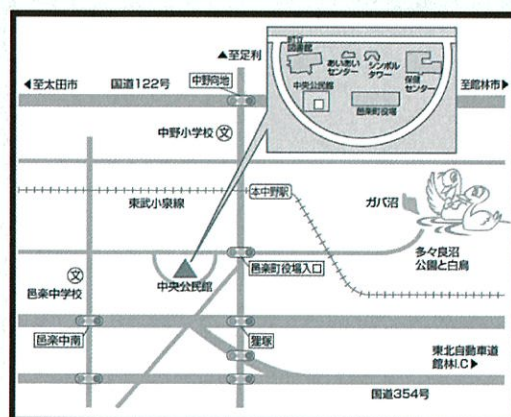 ▲至足利
◀至太田市
国道122号
中野向地
至館林市▶
町立
図書館
あいあい
センター
シンボル
タワー
保健
センター
中央公民館
邑楽町役場
中野小学校
文
東武小泉線
本中野駅
ガバ沼
多々良沼
公園と白鳥
邑楽町役場入口
中央公民館
文
邑楽中学校
邑楽中南
狸塚
東北自動車道
館林I.C▶
国道354号